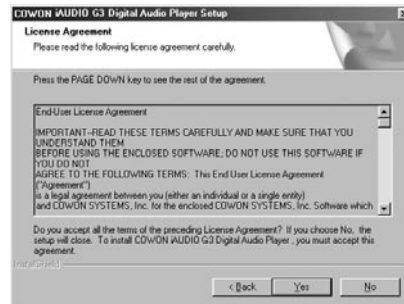 COWON iAUDIO G3 Digital Audio Player Setup
License Agreement
Please read the following license agreement carefully.
Press the PAGE DOWN key to see the rest of the agreement.
End-User License Agreement
IMPORTANT-READ THESE TERMS CAREFULLY AND MAKE SURE THAT YOU
UNDERSTAND THEM
BEFORE USING THE ENCLOSED SOFTWARE; DO NOT USE THIS SOFTWARE IF
YOU DO NOT
AGREE TO THE FOLLOWING TERMS: This End User License Agreement
("Agreement")
is a legal agreement between you (either an individual or a single entity)
and COWON SYSTEMS, Inc. for the enclosed COWON SYSTEMS, Inc. Software which
Do you accept all the terms of the preceding License Agreement? If you choose No, the
setup will close. To install COWON iAUDIO G3 Digital Audio Player , you must accept this
agreement.
InstallShield
< Back Yes No